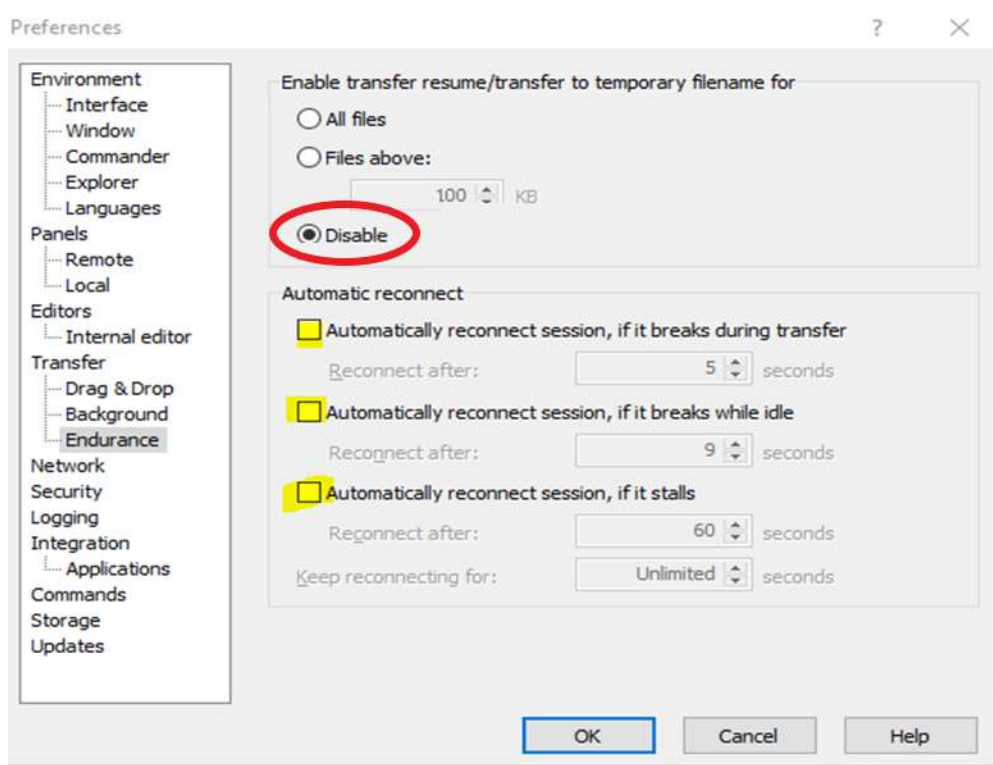 Preferences
?
Environment
Interface
Window
Commander
Explorer
Languages
Panels
Remote
Local
Editors
Internal editor
Transfer
Drag & Drop
Background
Endurance
Network
Security
Logging
Integration
Applications
Commands
Storage
Updates
Enable transfer resume/transfer to temporary filename for
All files
Files above:
100 KB
Disable
Automatic reconnect
Automatically reconnect session, if it breaks during transfer
Reconnect after: 5 seconds
Automatically reconnect session, if it breaks while idle
Reconnect after: 9 seconds
Automatically reconnect session, if it stalls
Reconnect after: 60 seconds
Keep reconnecting for: Unlimited seconds
OK Cancel Help